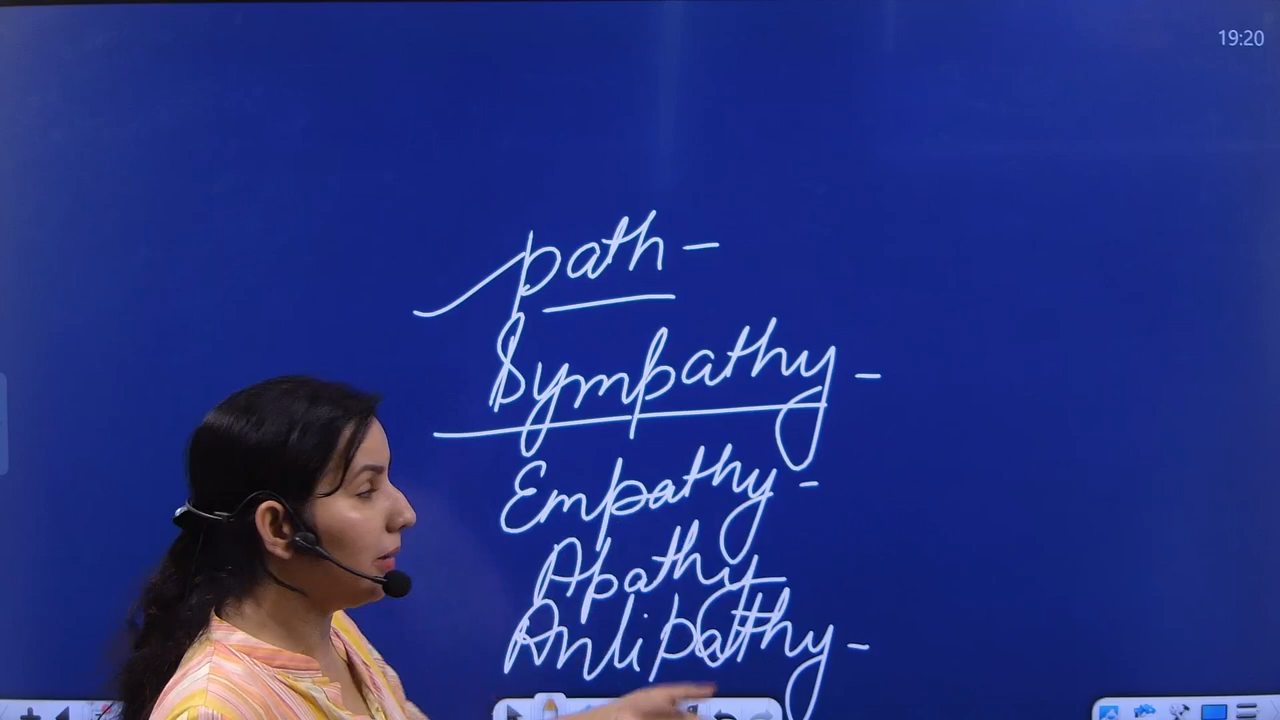 19:20
path -
Sympathy -
Empathy -
Apathy
Antipathy -